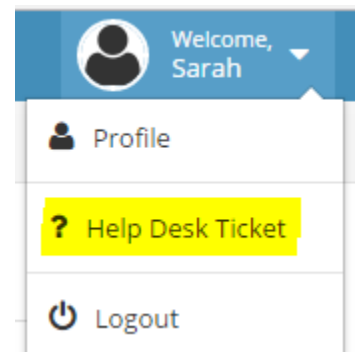 Welcome,
Sarah
Profile
? Help Desk Ticket
Logout